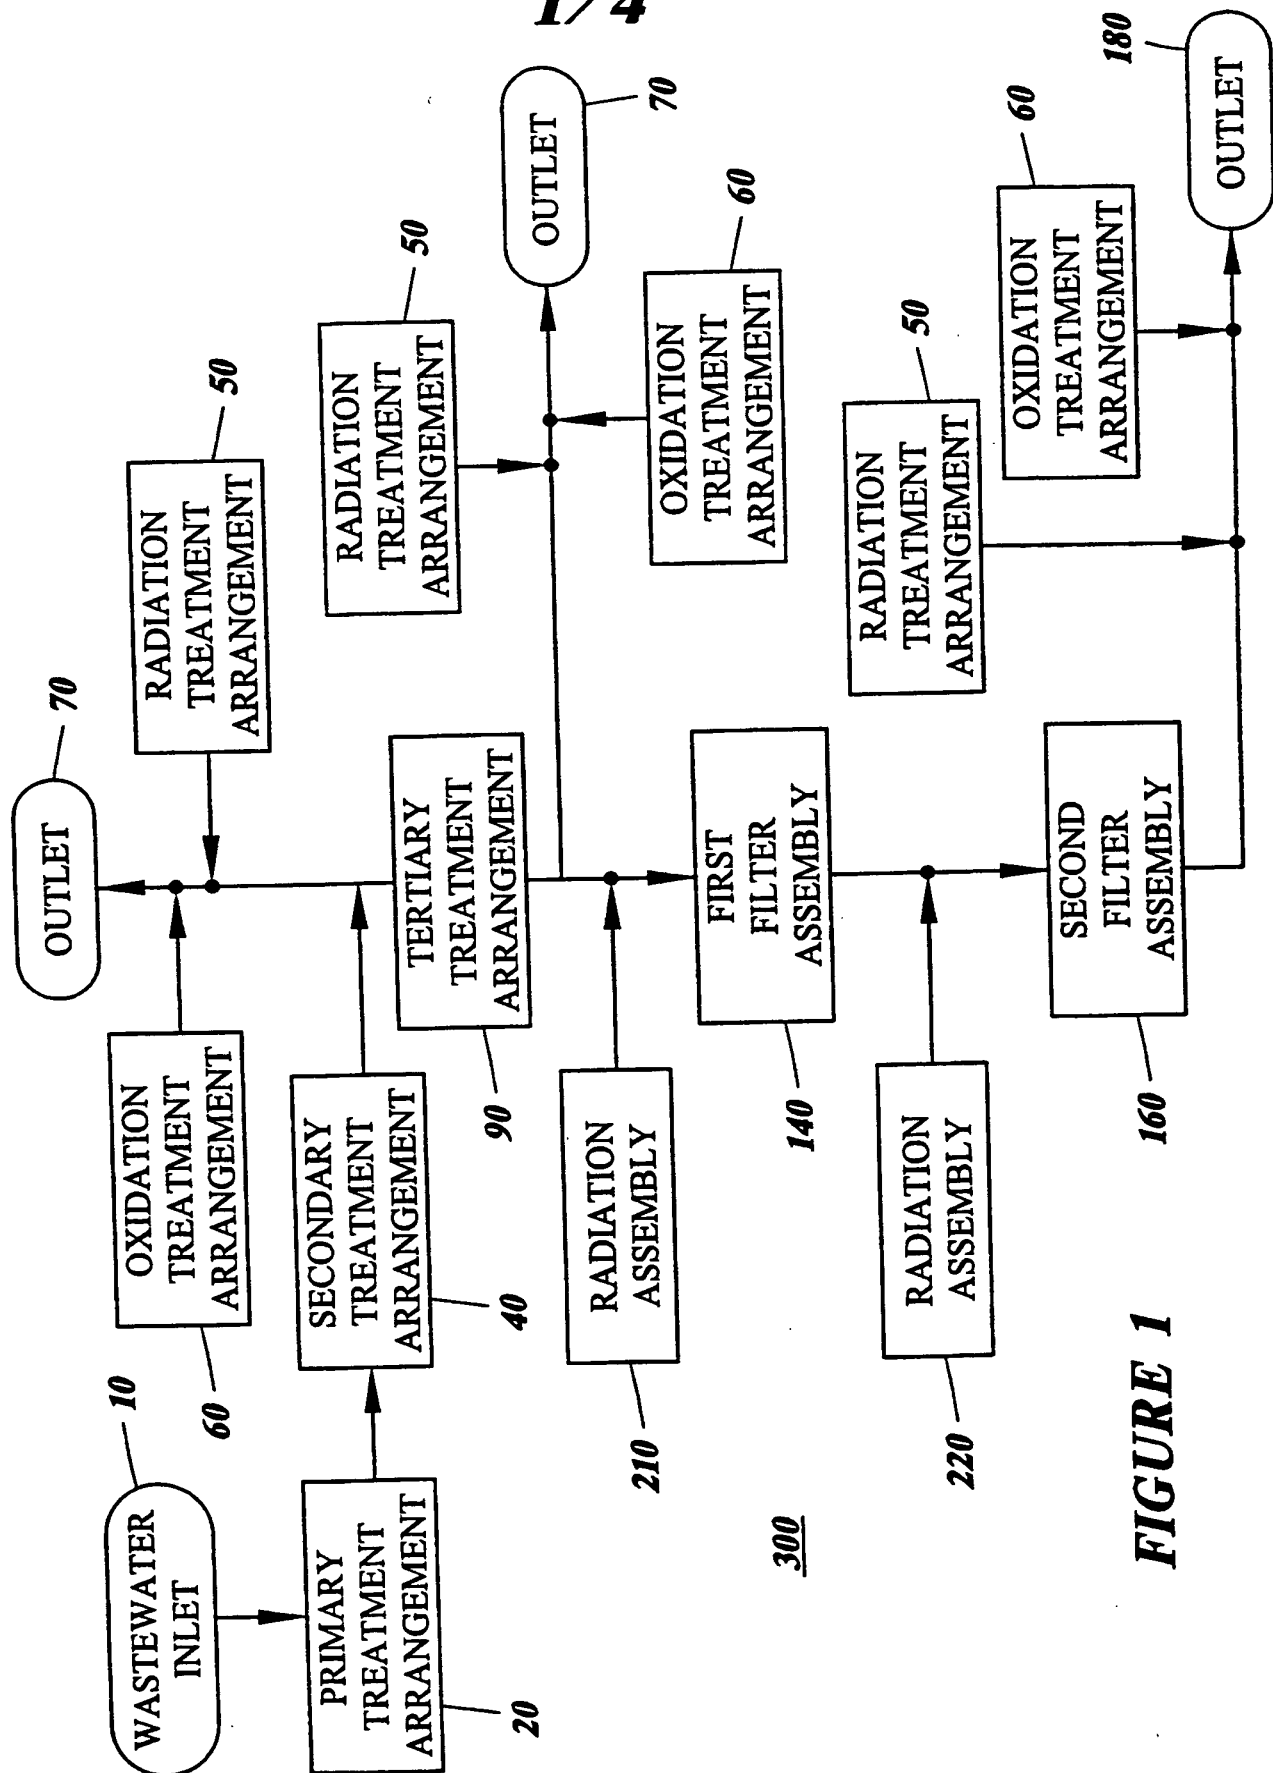 1/4
WASTEWATER
INLET
10
PRIMARY
TREATMENT
ARRANGEMENT
20
OXIDATION
TREATMENT
ARRANGEMENT
60
SECONDARY
TREATMENT
ARRANGEMENT
40
OUTLET
70
RADIATION
TREATMENT
ARRANGEMENT
50
TERTIARY
TREATMENT
ARRANGEMENT
90
RADIATION
TREATMENT
ARRANGEMENT
50
OUTLET
70
OXIDATION
TREATMENT
ARRANGEMENT
60
RADIATION
ASSEMBLY
210
FIRST
FILTER
ASSEMBLY
140
RADIATION
ASSEMBLY
220
SECOND
FILTER
ASSEMBLY
160
RADIATION
TREATMENT
ARRANGEMENT
50
OXIDATION
TREATMENT
ARRANGEMENT
60
OUTLET
180
300
FIGURE 1